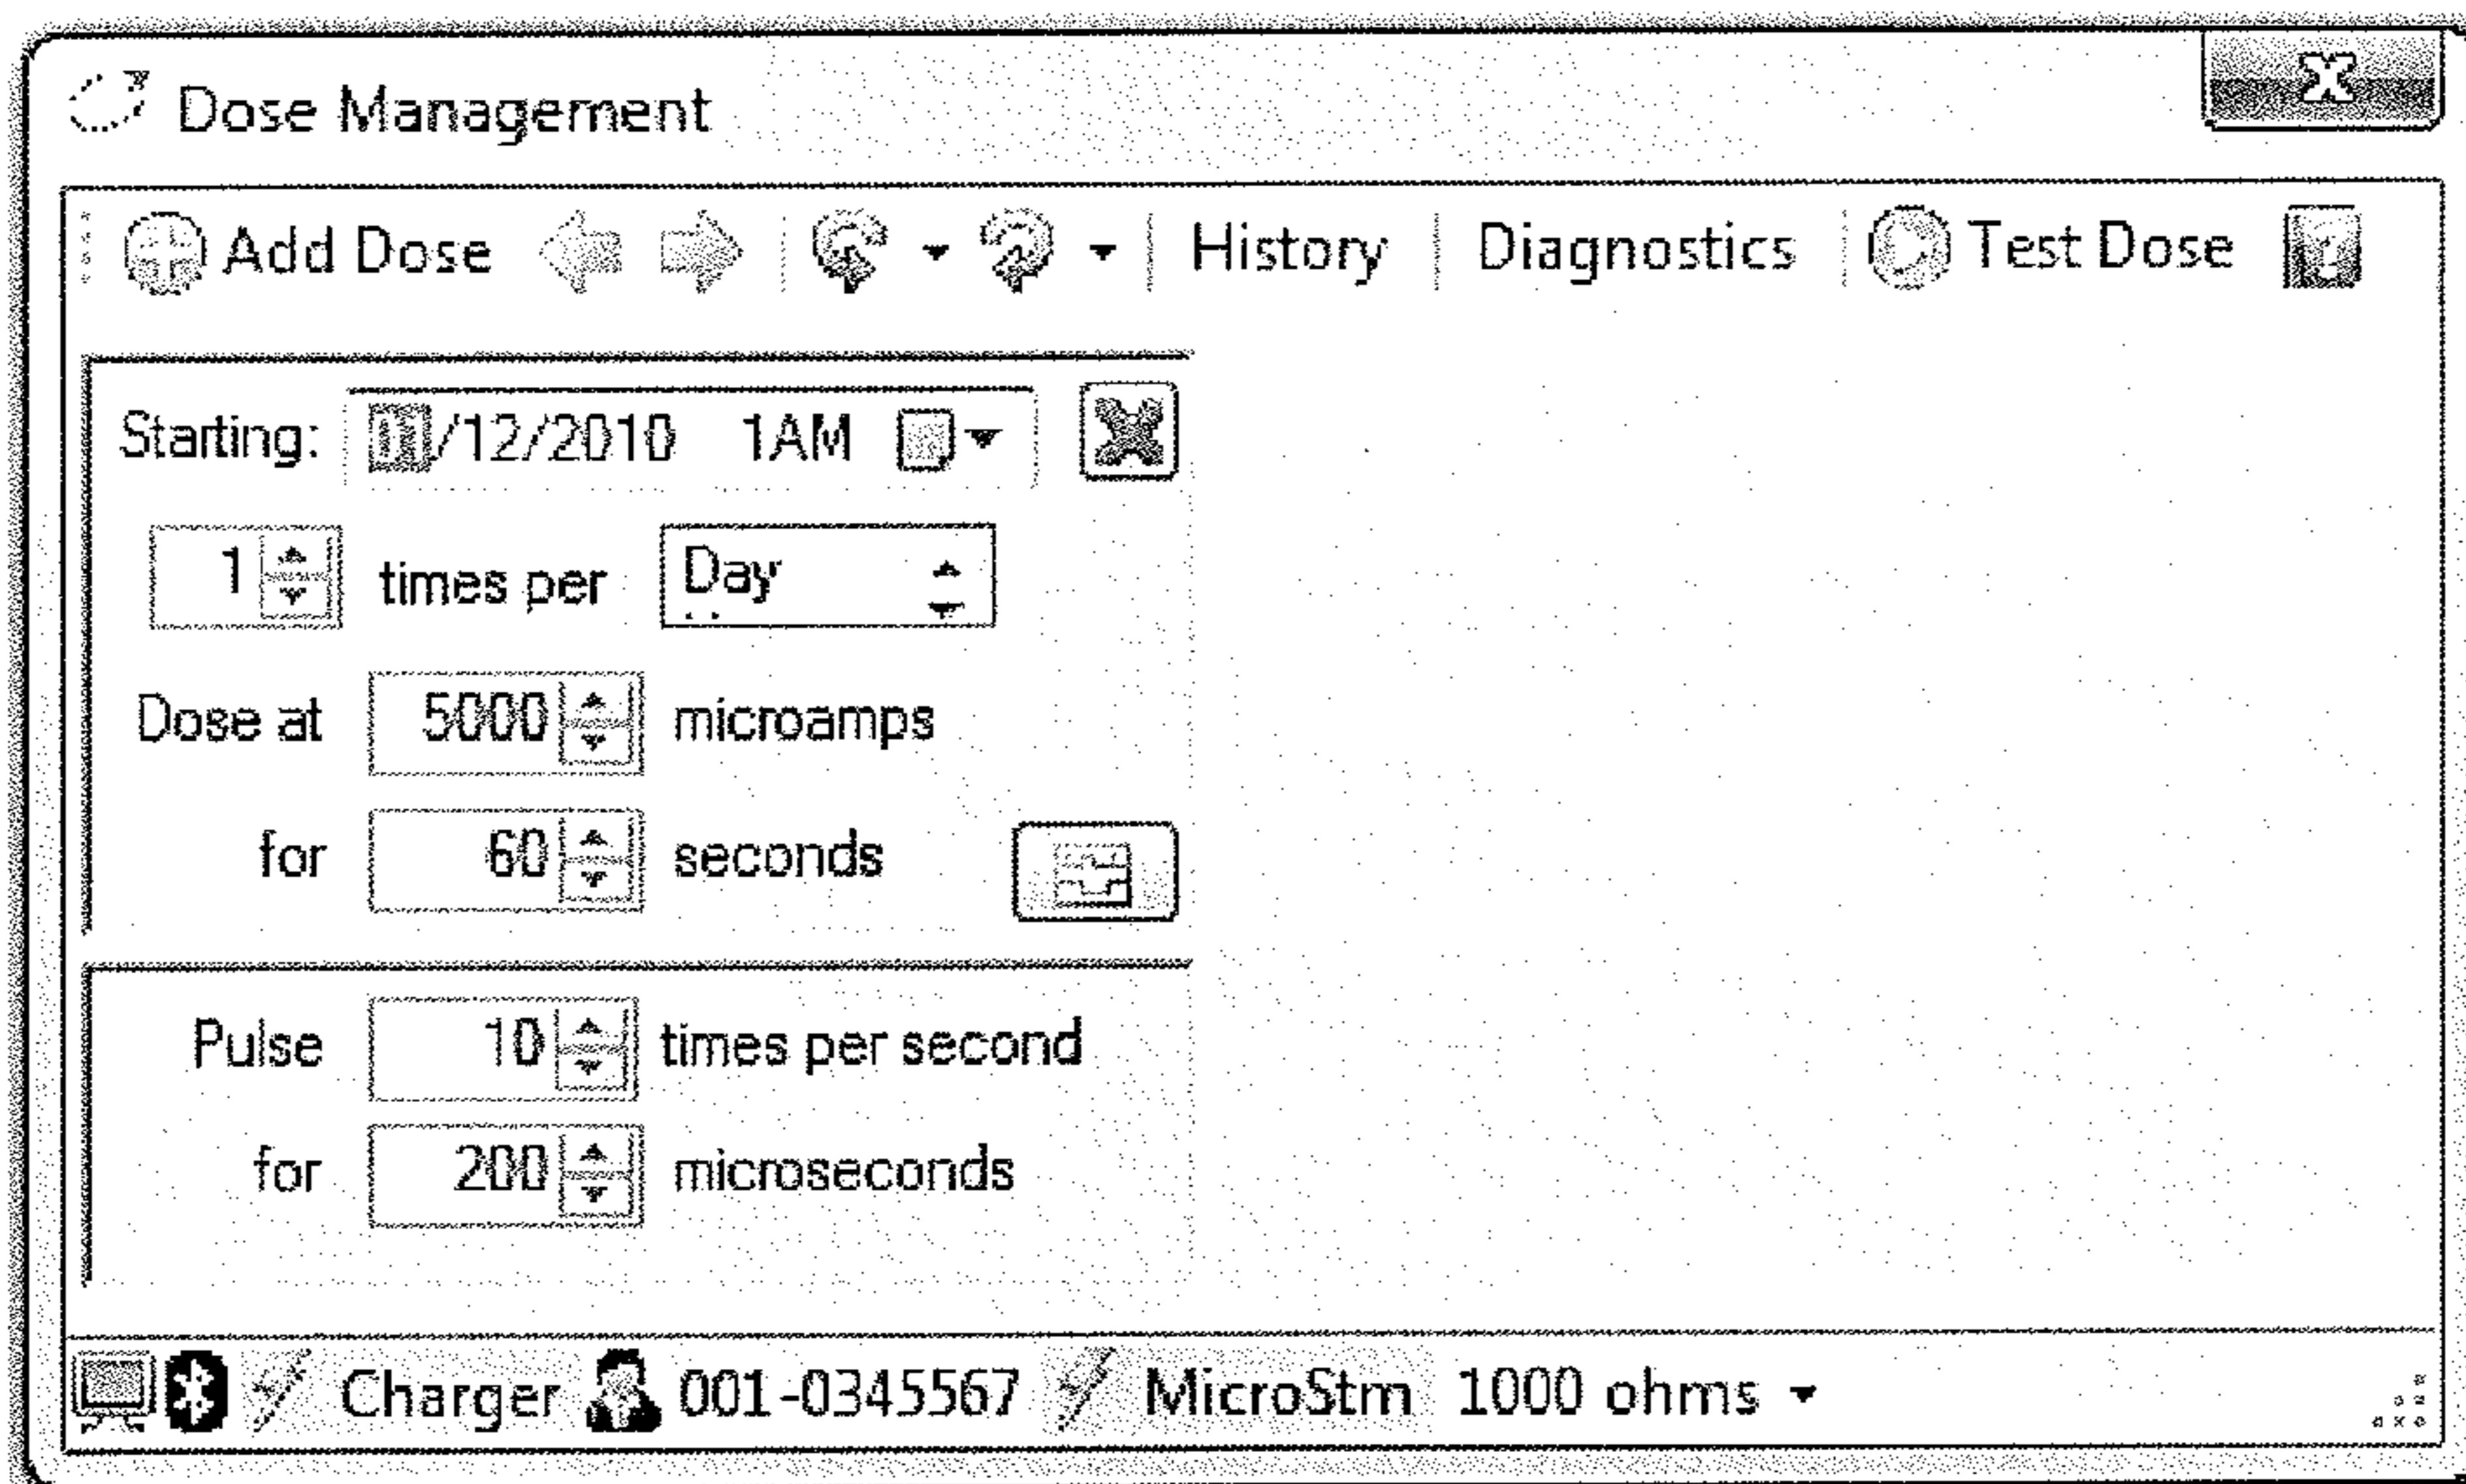 Dose Management
Add Dose History Diagnostics Test Dose
Starting: 01/12/2010 1AM
1 times per Day
Dose at 5000 microamps
for 60 seconds
Pulse 10 times per second
for 200 microseconds
Charger 001-0345567 MicroStm 1000 ohms